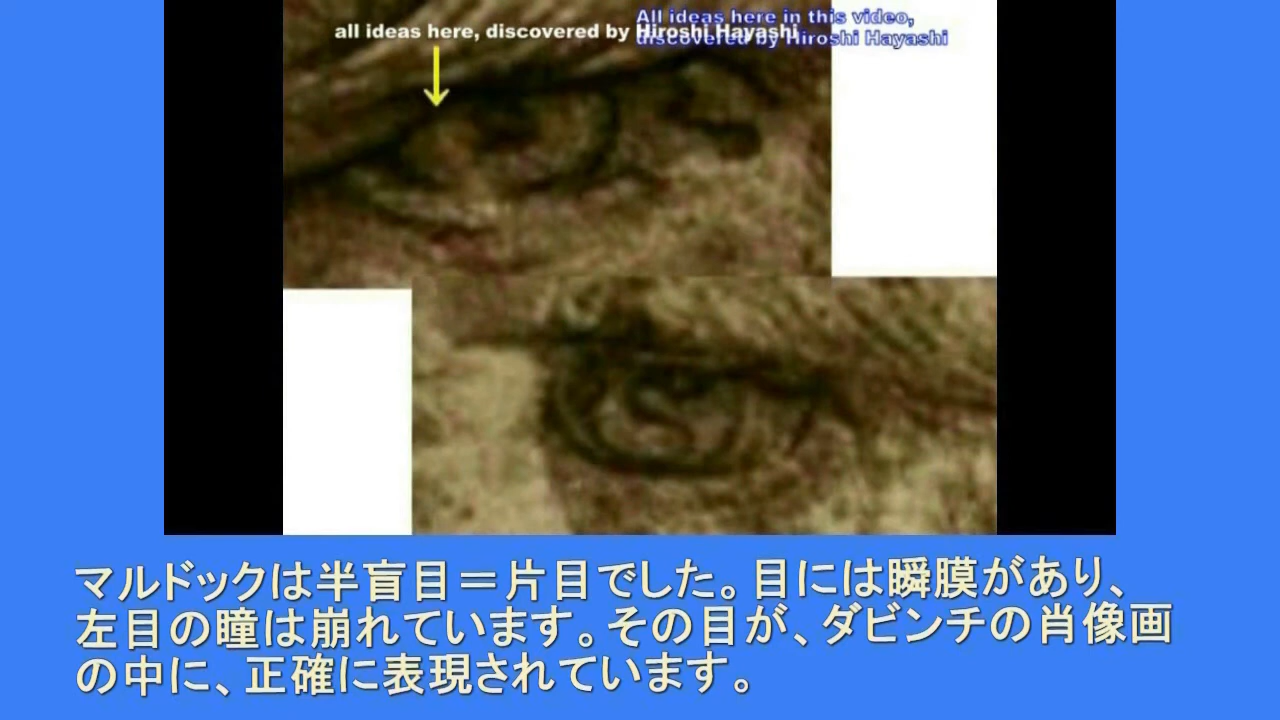 All ideas here in this video,
all ideas here, discovered by Hiroshi Hayashi
discovered by Hiroshi Hayashi
マルドックは半盲目＝片目でした。目には瞬膜があり、
左目の瞳は崩れています。その目が、ダビンチの肖像画
の中に、正確に表現されています。